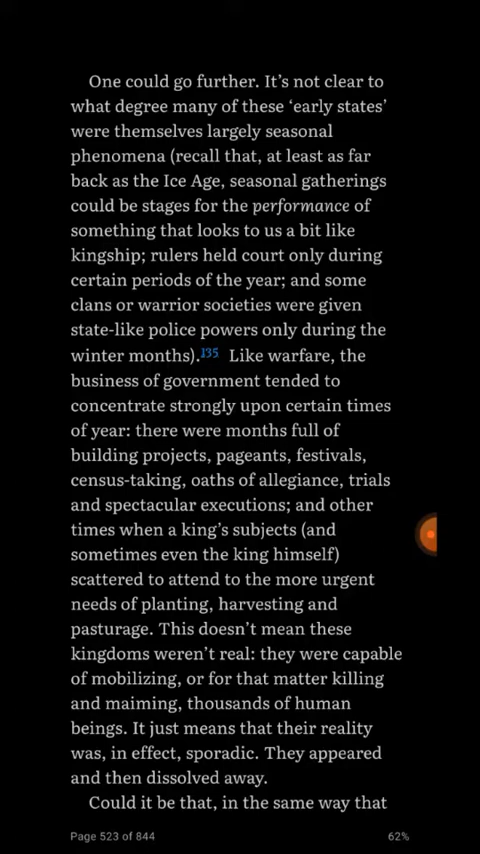 One could go further. It’s not clear to
what degree many of these ‘early states’
were themselves largely seasonal
phenomena (recall that, at least as far
back as the Ice Age, seasonal gatherings
could be stages for the performance of
something that looks to us a bit like
kingship; rulers held court only during
certain periods of the year; and some
clans or warrior societies were given
state-like police powers only during the
winter months).135 Like warfare, the
business of government tended to
concentrate strongly upon certain times
of year: there were months full of
building projects, pageants, festivals,
census-taking, oaths of allegiance, trials
and spectacular executions; and other
times when a king’s subjects (and
sometimes even the king himself)
scattered to attend to the more urgent
needs of planting, harvesting and
pasturage. This doesn’t mean these
kingdoms weren’t real: they were capable
of mobilizing, or for that matter killing
and maiming, thousands of human
beings. It just means that their reality
was, in effect, sporadic. They appeared
and then dissolved away.
Could it be that, in the same way that
Page 523 of 844 62%